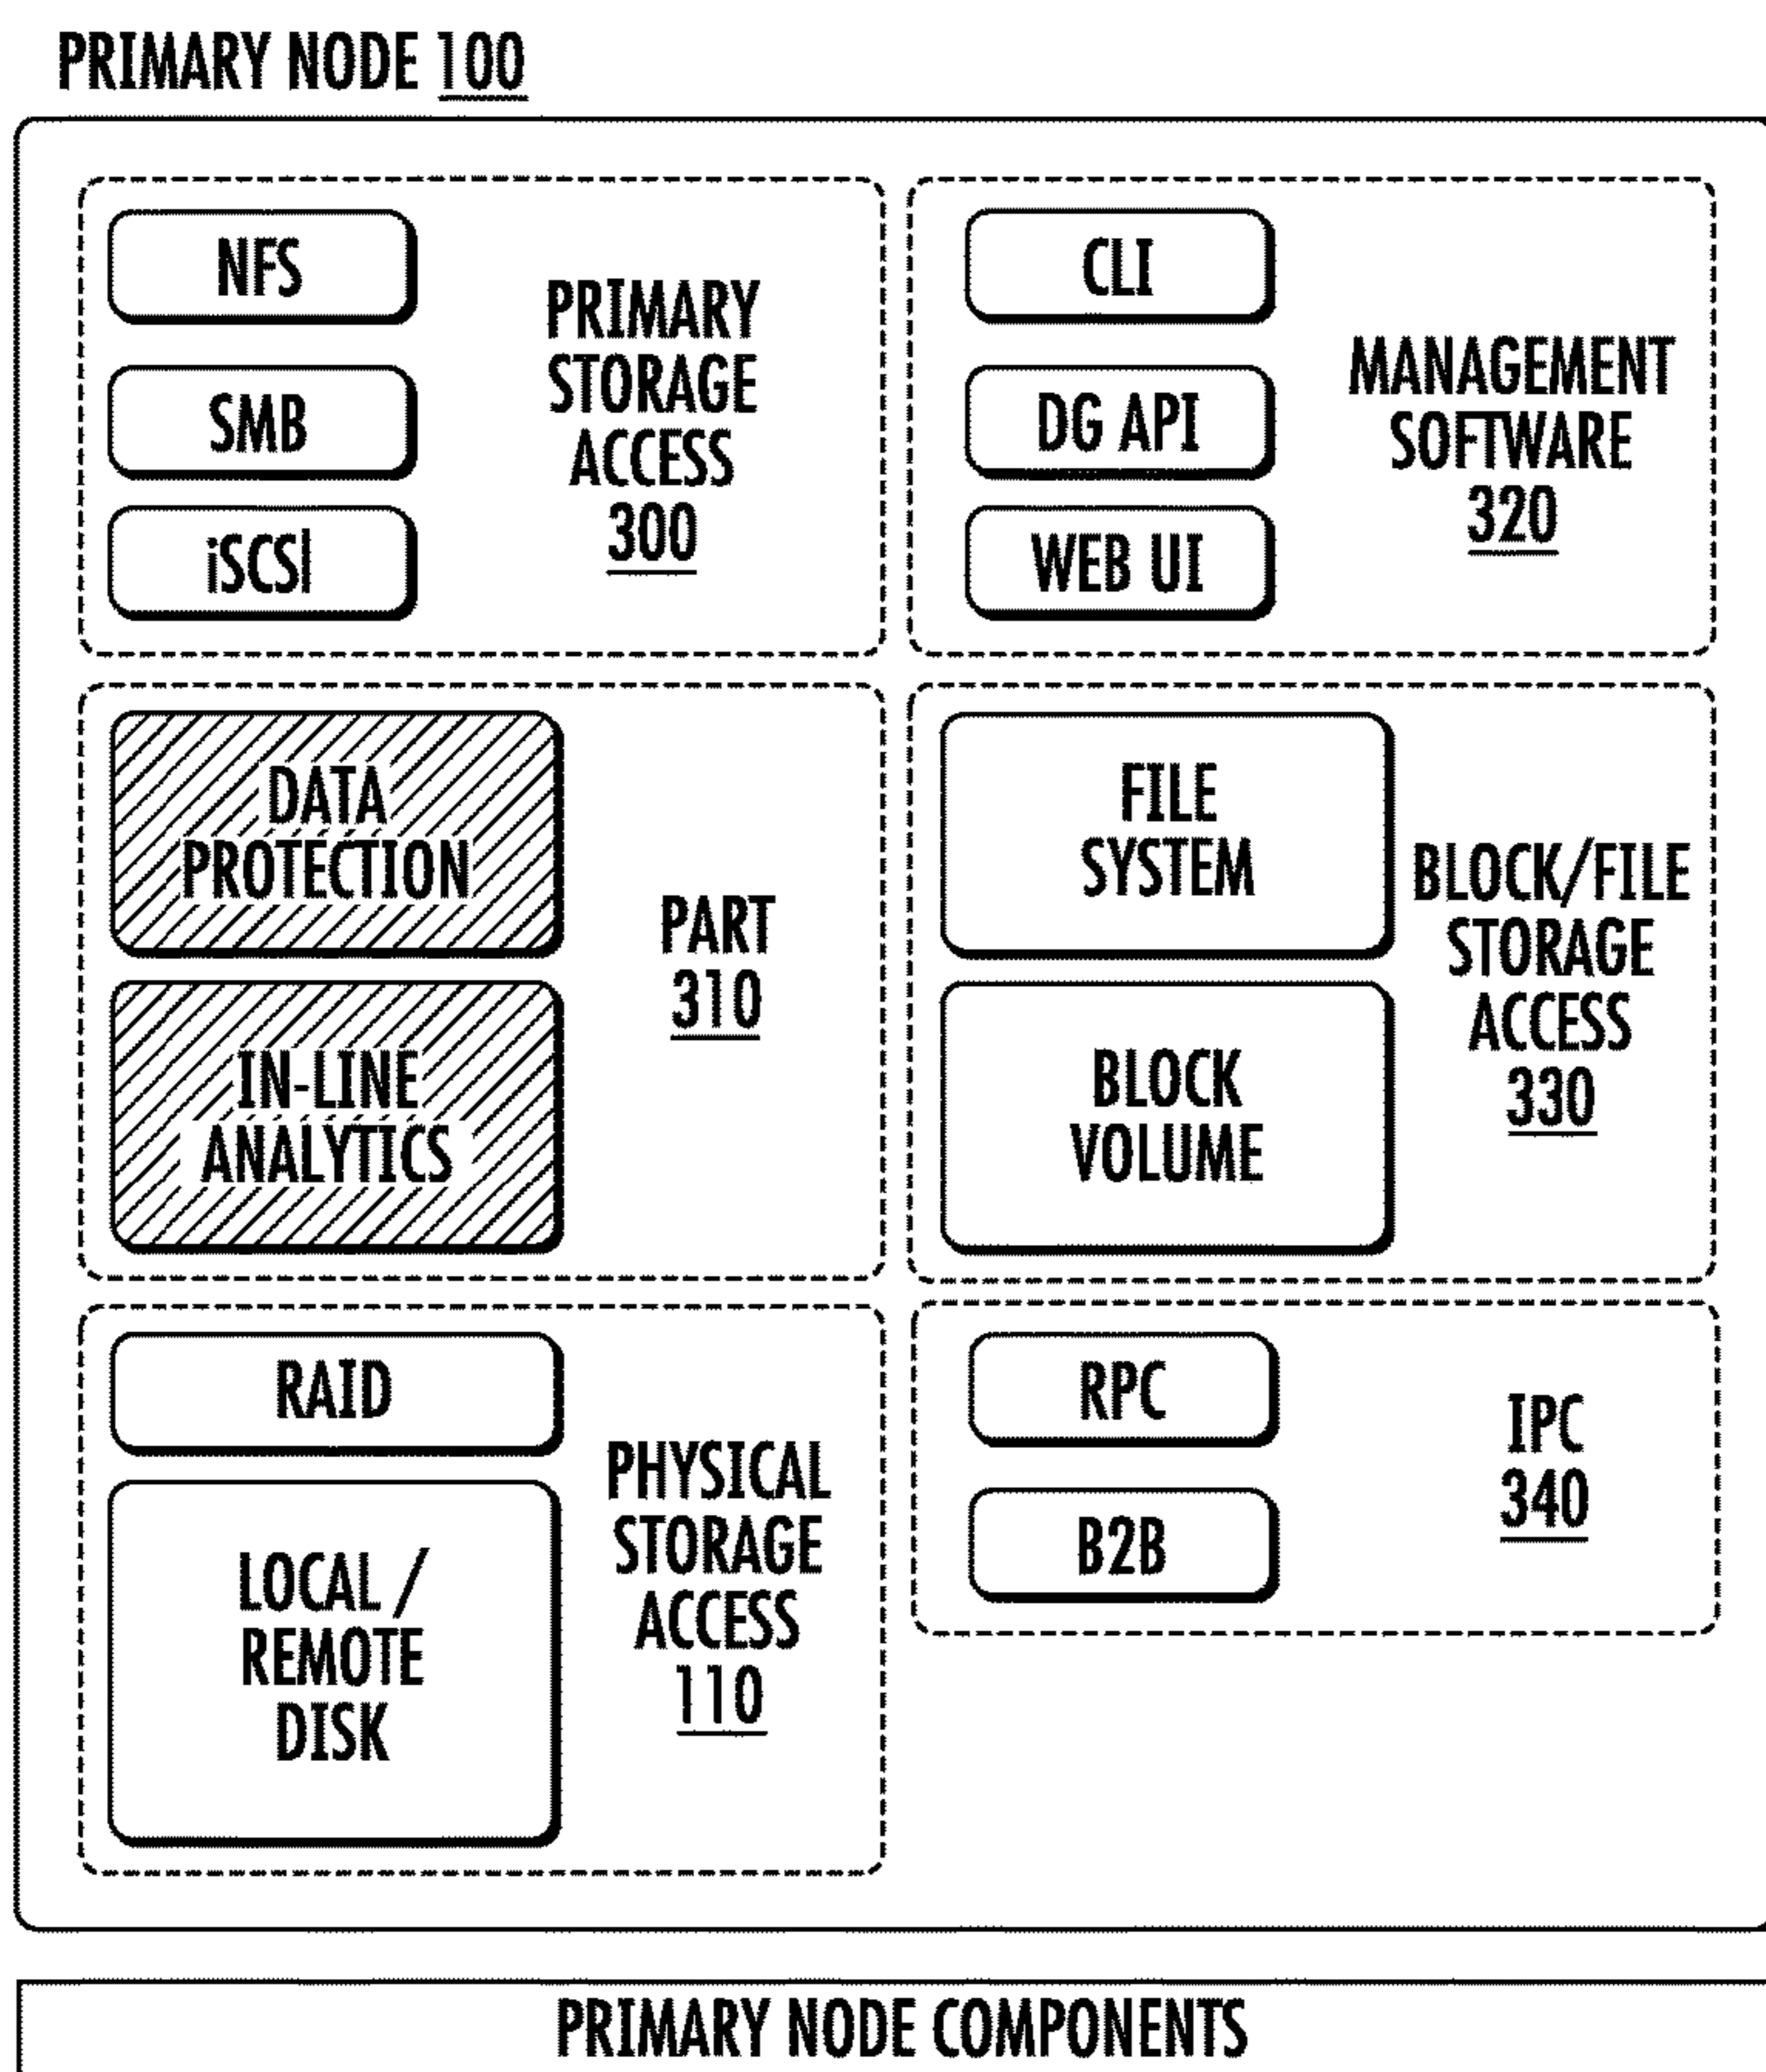 PRIMARY NODE 100
NFS
SMB
iSCSI
PRIMARY
STORAGE
ACCESS
300
CLI
DG API
WEB UI
MANAGEMENT
SOFTWARE
320
DATA
PROTECTION
IN-LINE
ANALYTICS
PART
310
FILE
SYSTEM
BLOCK
VOLUME
BLOCK/FILE
STORAGE
ACCESS
330
RAID
LOCAL /
REMOTE
DISK
PHYSICAL
STORAGE
ACCESS
110
RPC
B2B
IPC
340
PRIMARY NODE COMPONENTS